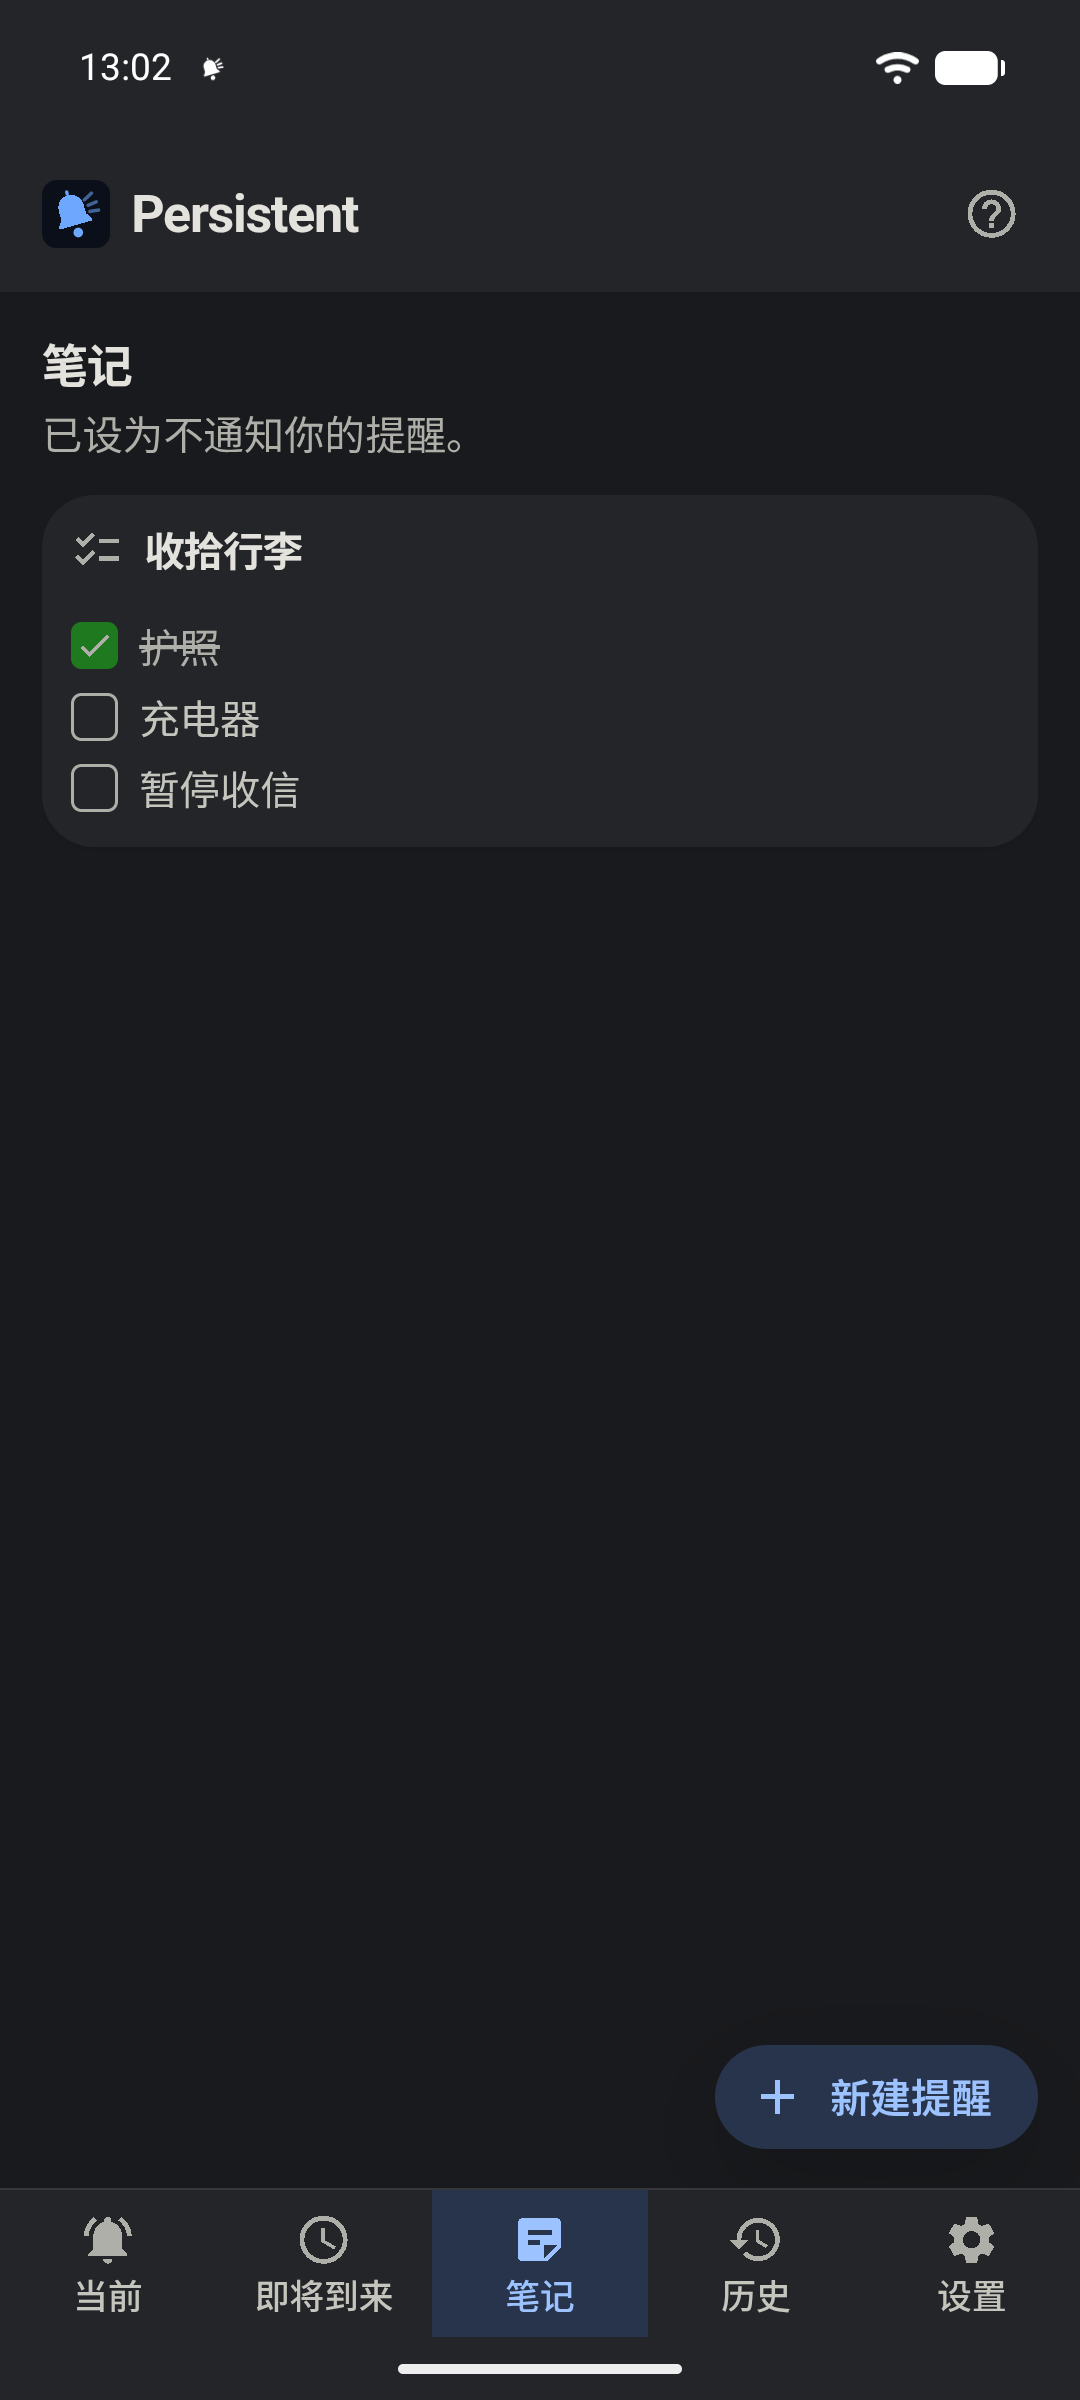 13:02
Persistent
笔记
已设为不通知你的提醒。
收拾行李
护照
充电器
暂停收信
新建提醒
当前
即将到来
笔记
历史
设置